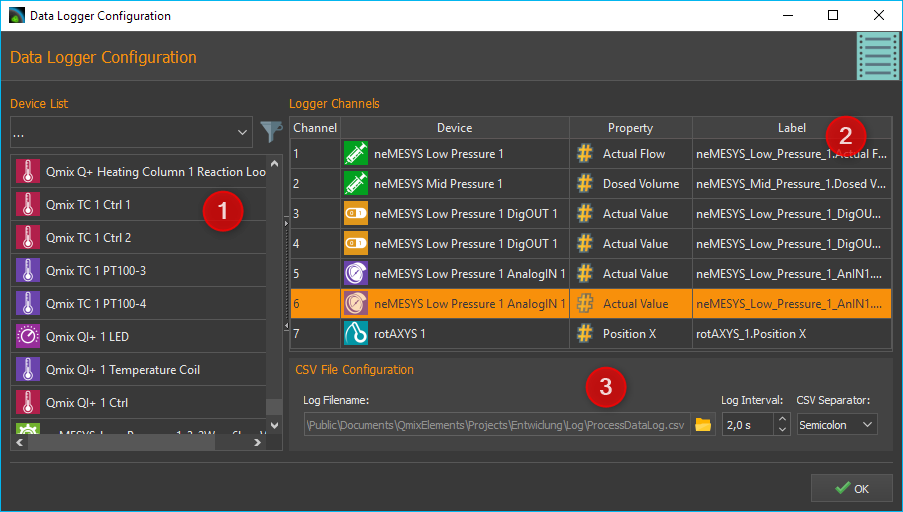 Data Logger Configuration
Data Logger Configuration
Device List
...
Qmix Q+ Heating Column 1 Reaction Loo
Qmix TC 1 Ctrl 1
1
Qmix TC 1 Ctrl 2
Qmix TC 1 PT100-3
Qmix TC 1 PT100-4
Qmix QI+ 1 LED
Qmix QI+ 1 Temperature Coil
Qmix QI+ 1 Ctrl
Logger Channels
Channel Device Property Label
2
1 neMESYS Low Pressure 1 # Actual Flow neMESYS_Low_Pressure_1.Actual F...
2 neMESYS Mid Pressure 1 # Dosed Volume neMESYS_Mid_Pressure_1.Dosed V...
3 neMESYS Low Pressure 1 DigOUT 1 # Actual Value neMESYS_Low_Pressure_1_DigOU...
4 neMESYS Low Pressure 1 DigOUT 1 # Actual Value neMESYS_Low_Pressure_1_DigOU...
5 neMESYS Low Pressure 1 AnalogIN 1 # Actual Value neMESYS_Low_Pressure_1_AnIN1....
6 neMESYS Low Pressure 1 AnalogIN 1 # Actual Value neMESYS_Low_Pressure_1_AnIN1....
7 rotAXYS 1 # Position X rotAXYS_1.Position X
CSV File Configuration
3
Log Filename: Log Interval: CSV Separator:
\Public\Documents\QmixElements\Projects\Entwiclung\Log\ProcessDataLog.csv 2,0 s Semicolon
OK